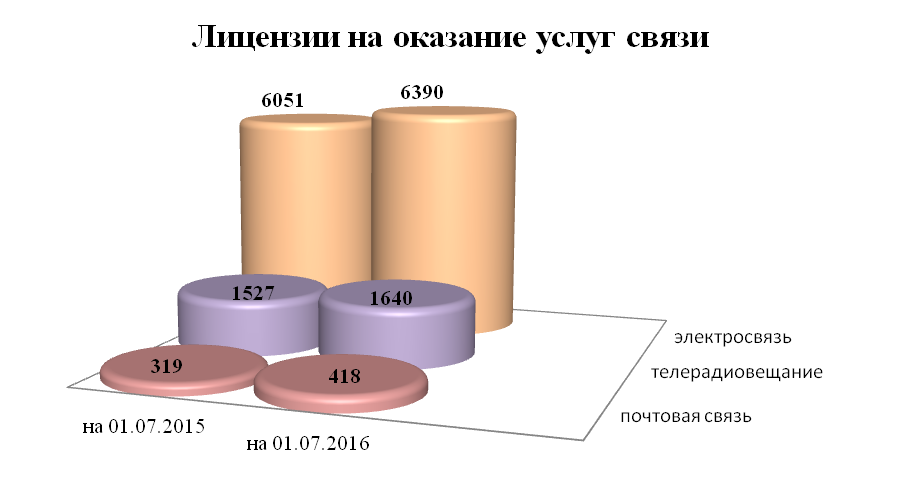 Лицензии на оказание услуг связи
6051
6390
1527
1640
319
418
электросвязь
телерадиовещание
почтовая связь
на 01.07.2015
на 01.07.2016